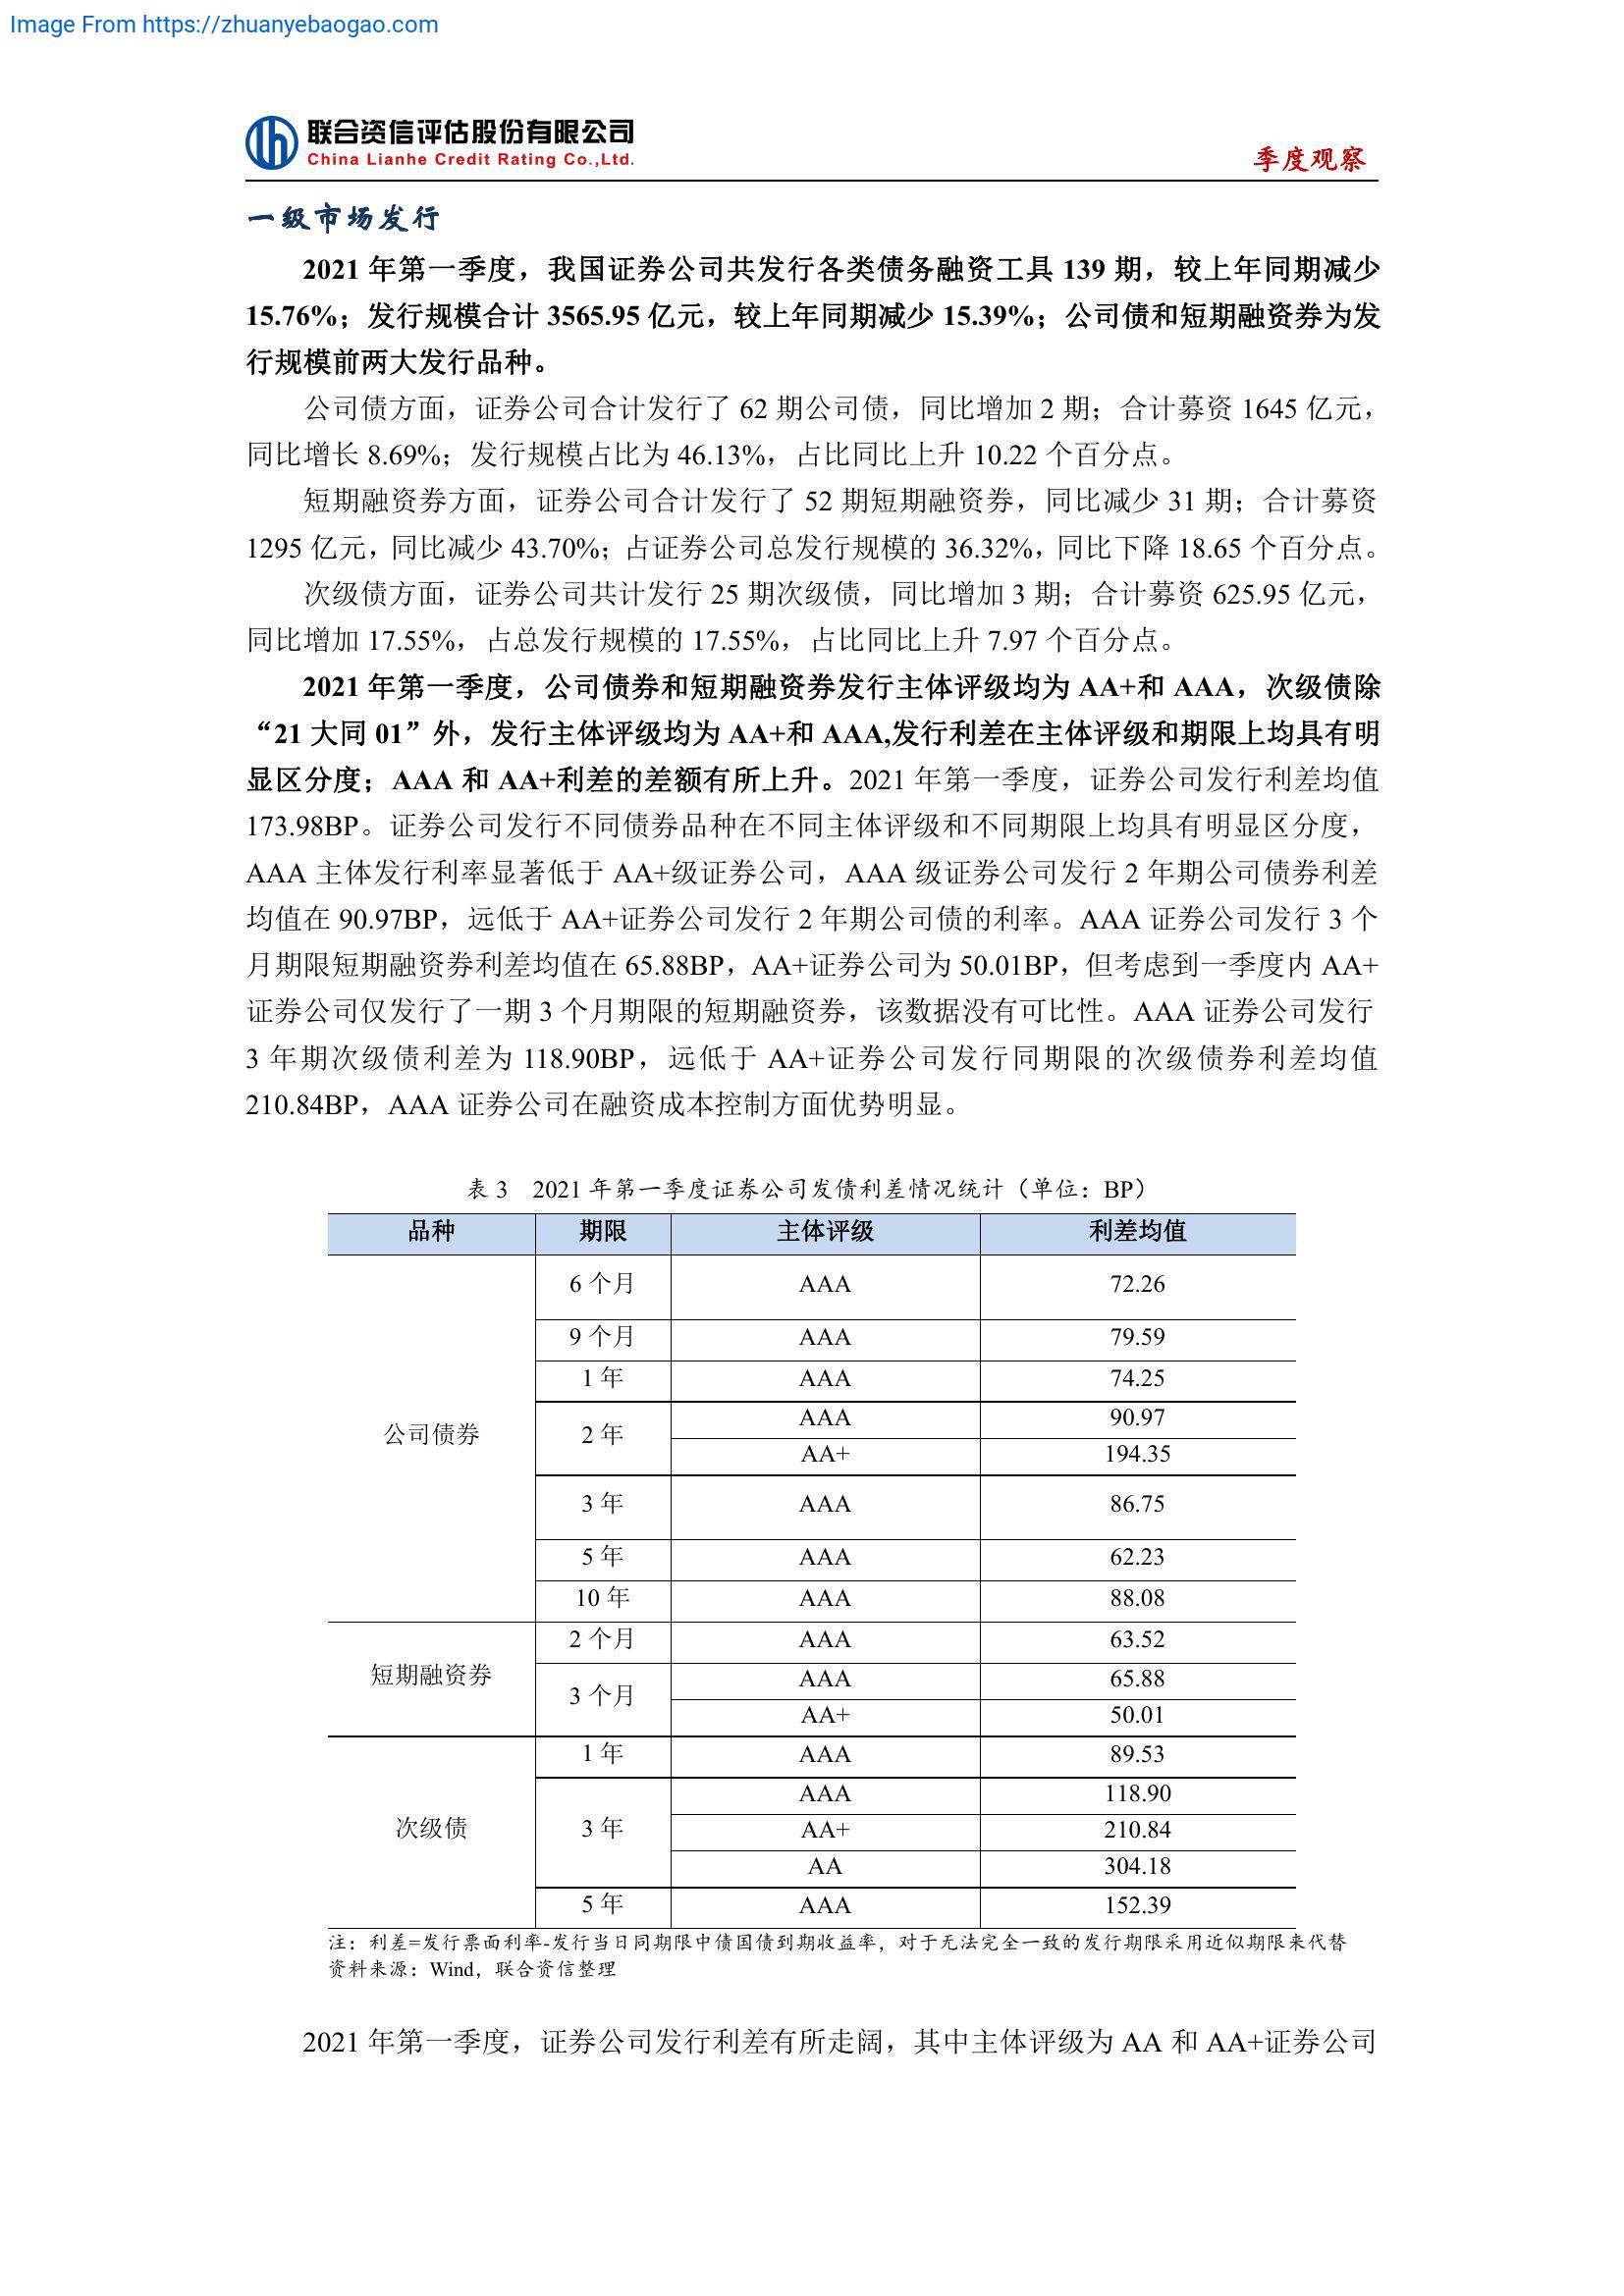 Image From https://zhuanyebaogao.com
联合资信评估股份有限公司
China Lianhe Credit Rating Co.,Ltd.
季度观察
一级市场发行
2021 年第一季度，我国证券公司共发行各类债务融资工具 139 期，较上年同期减少
15.76%；发行规模合计 3565.95 亿元，较上年同期减少 15.39%；公司债和短期融资券为发
行规模前两大发行品种。
公司债方面，证券公司合计发行了 62 期公司债，同比增加 2 期；合计募资 1645 亿元，
同比增长 8.69%；发行规模占比为 46.13%，占比同比上升 10.22 个百分点。
短期融资券方面，证券公司合计发行了 52 期短期融资券，同比减少 31 期；合计募资
1295 亿元，同比减少 43.70%；占证券公司总发行规模的 36.32%，同比下降 18.65 个百分点。
次级债方面，证券公司共计发行 25 期次级债，同比增加 3 期；合计募资 625.95 亿元，
同比增加 17.55%，占总发行规模的 17.55%，占比同比上升 7.97 个百分点。
2021 年第一季度，公司债券和短期融资券发行主体评级均为 AA+和 AAA，次级债除
“21 大同 01”外，发行主体评级均为 AA+和 AAA,发行利差在主体评级和期限上均具有明
显区分度；AAA 和 AA+利差的差额有所上升。2021 年第一季度，证券公司发行利差均值
173.98BP。证券公司发行不同债券品种在不同主体评级和不同期限上均具有明显区分度，
AAA 主体发行利率显著低于 AA+级证券公司，AAA 级证券公司发行 2 年期公司债券利差
均值在 90.97BP，远低于 AA+证券公司发行 2 年期公司债的利率。AAA 证券公司发行 3 个
月期限短期融资券利差均值在 65.88BP，AA+证券公司为 50.01BP，但考虑到一季度内 AA+
证券公司仅发行了一期 3 个月期限的短期融资券，该数据没有可比性。AAA 证券公司发行
3 年期次级债利差为 118.90BP，远低于 AA+证券公司发行同期限的次级债券利差均值
210.84BP，AAA 证券公司在融资成本控制方面优势明显。
表 3 2021 年第一季度证券公司发债利差情况统计（单位：BP）
品种 期限 主体评级 利差均值
公司债券 6 个月 AAA 72.26
9 个月 AAA 79.59
1 年 AAA 74.25
2 年 AAA 90.97
AA+ 194.35
3 年 AAA 86.75
5 年 AAA 62.23
10 年 AAA 88.08
短期融资券 2 个月 AAA 63.52
3 个月 AAA 65.88
AA+ 50.01
次级债 1 年 AAA 89.53
3 年 AAA 118.90
AA+ 210.84
AA 304.18
5 年 AAA 152.39
注：利差=发行票面利率-发行当日同期限中债国债到期收益率，对于无法完全一致的发行期限采用近似期限来代替
资料来源：Wind，联合资信整理
2021 年第一季度，证券公司发行利差有所走阔，其中主体评级为 AA 和 AA+证券公司